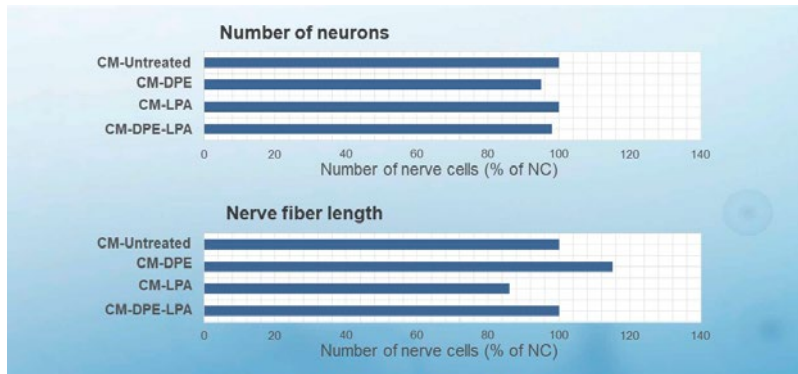 Number of neurons
CM-Untreated
CM-DPE
CM-LPA
CM-DPE-LPA
0 20 40 60 80 100 120 140
Number of nerve cells (% of NC)
Nerve fiber length
CM-Untreated
CM-DPE
CM-LPA
CM-DPE-LPA
0 20 40 60 80 100 120 140
Number of nerve cells (% of NC)